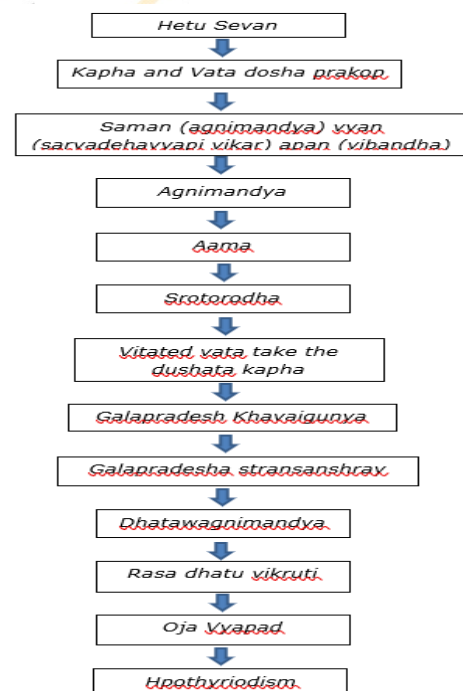 Hetu Sevan
Kapha and Vata dosha prakop
Saman (agnimandya) vyan
(sarvadehavyapi vikar) apan (vibandha)
Agnimandya
Aama
Srotorodha
Vitated vata take the
dushata kapha
Galapradesh Khavaigunya
Galapradesha stransanshray
Dhatawagnimandya
Rasa dhatu vikruti
Oja Vyapad
Hpothyriodism